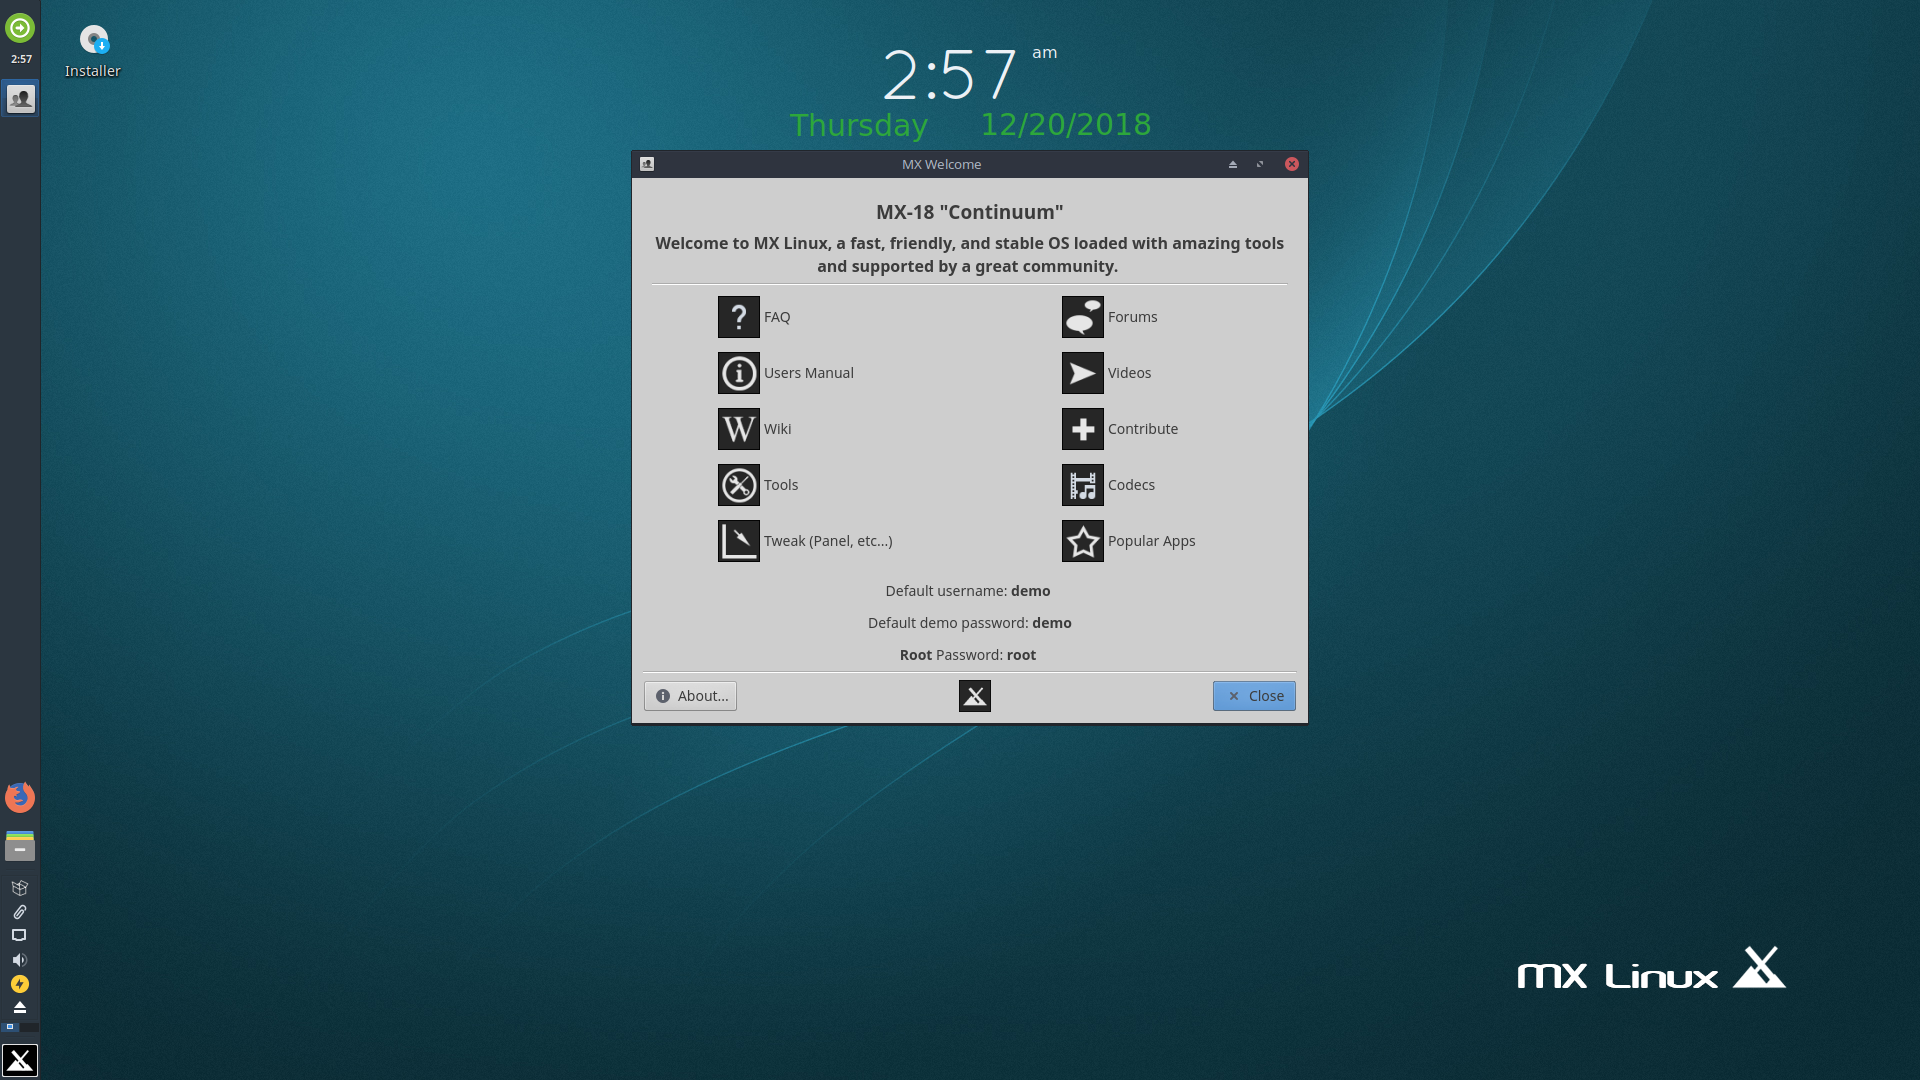 2:57
Installer
2:57 am
Thursday 12/20/2018
MX Welcome
MX-18 "Continuum"
Welcome to MX Linux, a fast, friendly, and stable OS loaded with amazing tools
and supported by a great community.
FAQ
Forums
Users Manual
Videos
Wiki
Contribute
Tools
Codecs
Tweak (Panel, etc...)
Popular Apps
Default username: demo
Default demo password: demo
Root Password: root
About...
Close
mx Linux